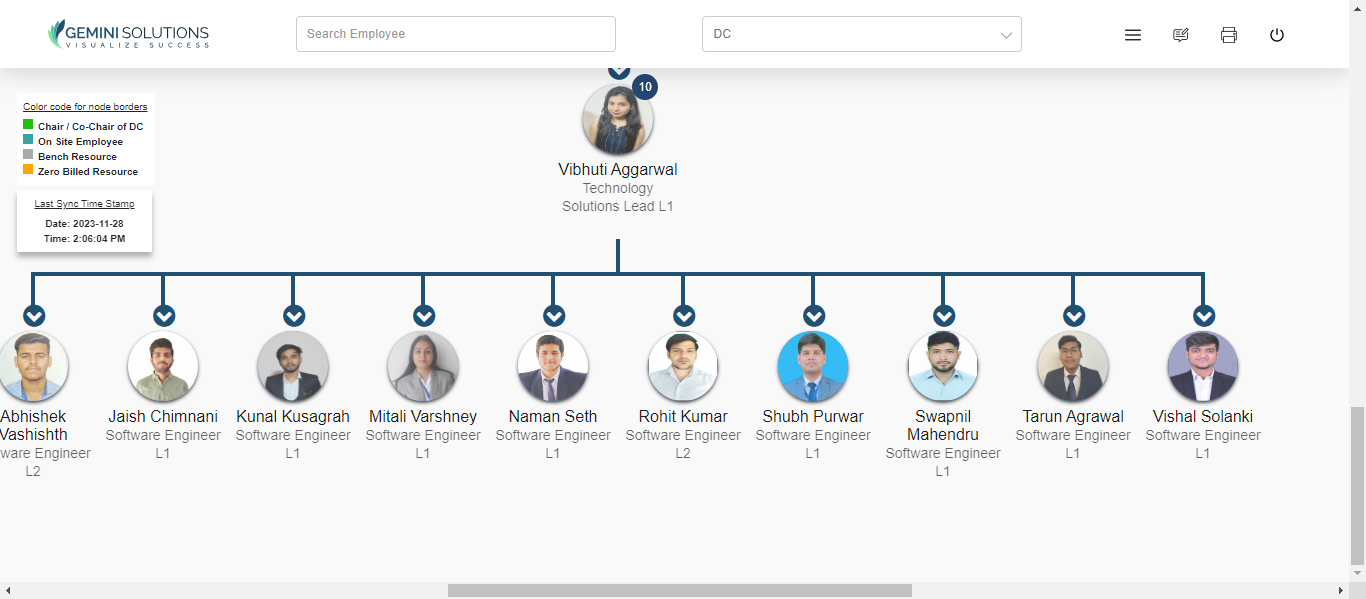 GEMINI SOLUTIONS
VISUALIZE SUCCESS
Search Employee
DC
Color code for node borders
Chair / Co-Chair of DC
On Site Employee
Bench Resource
Zero Billed Resource
Last Sync Time Stamp
Date: 2023-11-28
Time: 2:06:04 PM
10
Vibhuti Aggarwal
Technology
Solutions Lead L1
Abhishek
Vashishth
ware Engineer
L2
Jaish Chimnani
Software Engineer
L1
Kunal Kusagrah
Software Engineer
L1
Mitali Varshney
Software Engineer
L1
Naman Seth
Software Engineer
L1
Rohit Kumar
Software Engineer
L2
Shubh Purwar
Software Engineer
L1
Swapnil
Mahendru
Software Engineer
L1
Tarun Agrawal
Software Engineer
L1
Vishal Solanki
Software Engineer
L1